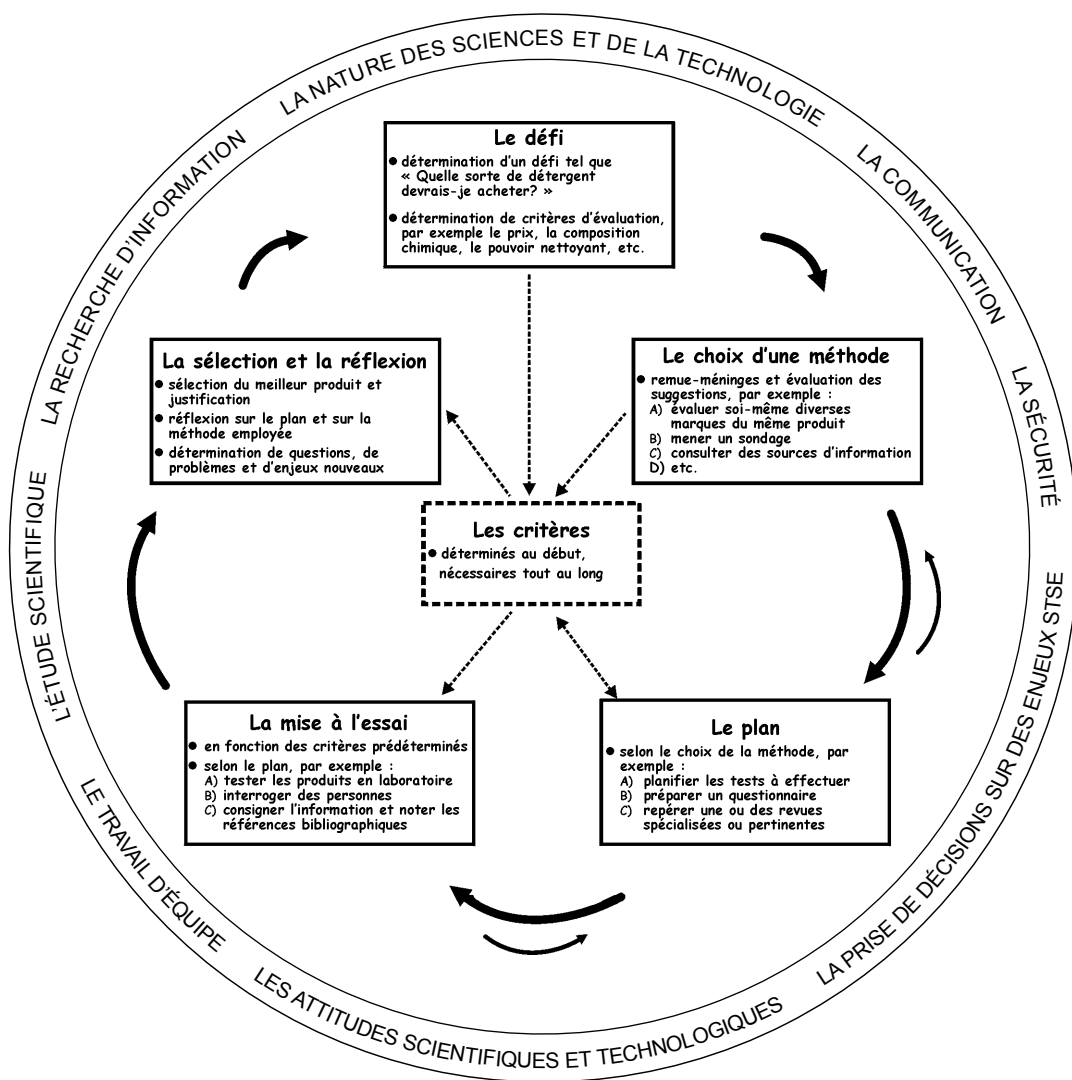 LA NATURE DES SCIENCES ET DE LA TECHNOLOGIE
LA COMMUNICATION
LA SÉCURITÉ
LA PRISE DE DÉCISIONS SUR DES ENJEUX STSE
LES ATTITUDES SCIENTIFIQUES ET TECHNOLOGIQUES
LE TRAVAIL D'ÉQUIPE
L'ÉTUDE SCIENTIFIQUE
LA RECHERCHE D'INFORMATION
Le défi
● détermination d'un défi tel que
« Quelle sorte de détergent
devrais-je acheter? »
● détermination de critères d'évaluation,
par exemple le prix, la composition
chimique, le pouvoir nettoyant, etc.
Le choix d'une méthode
● remue-méninges et évaluation des
suggestions, par exemple :
A) évaluer soi-même diverses
marques du même produit
B) mener un sondage
C) consulter des sources d'information
D) etc.
Le plan
● selon le choix de la méthode, par
exemple :
A) planifier les tests à effectuer
B) préparer un questionnaire
C) repérer une ou des revues
spécialisées ou pertinentes
La mise à l'essai
● en fonction des critères prédéterminés
● selon le plan, par exemple :
A) tester les produits en laboratoire
B) interroger des personnes
C) consigner l'information et noter les
références bibliographiques
La sélection et la réflexion
● sélection du meilleur produit et
justification
● réflexion sur le plan et sur la
méthode employée
● détermination de questions, de
problèmes et d'enjeux nouveaux
Les critères
● déterminés au début,
nécessaires tout au long